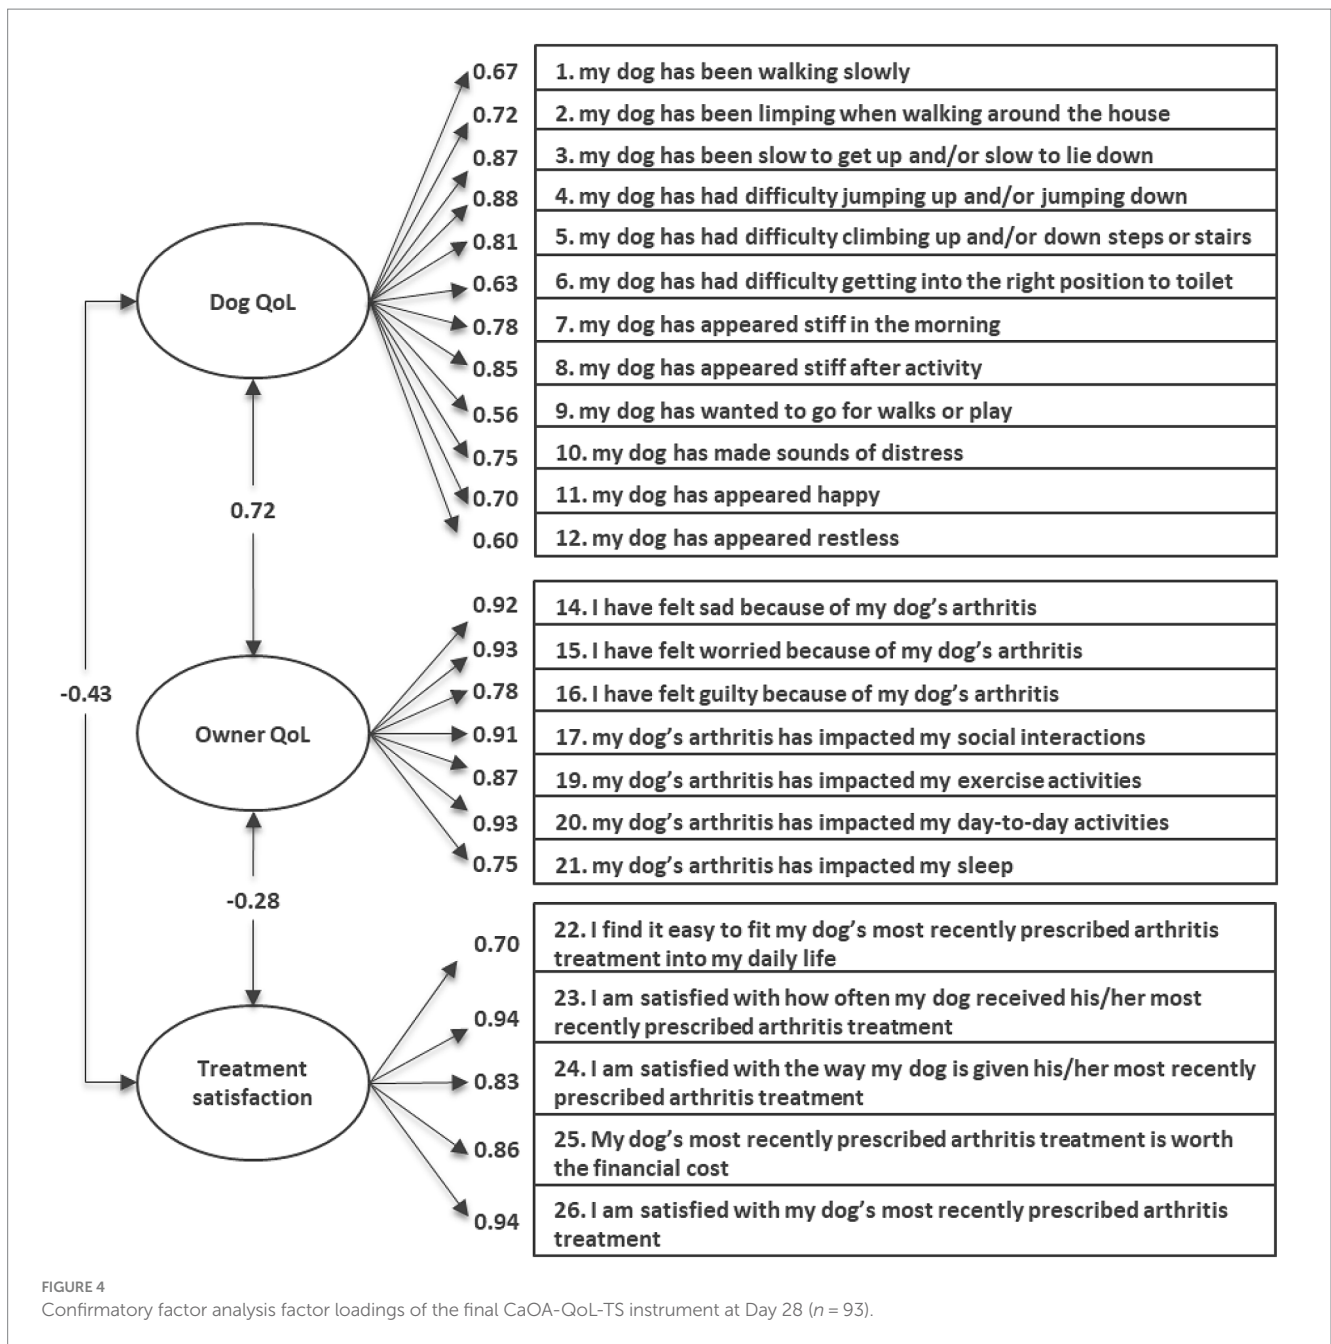 0.67 1. my dog has been walking slowly
0.72 2. my dog has been limping when walking around the house
0.87 3. my dog has been slow to get up and/or slow to lie down
0.88 4. my dog has had difficulty jumping up and/or jumping down
0.81 5. my dog has had difficulty climbing up and/or down steps or stairs
0.63 6. my dog has had difficulty getting into the right position to toilet
Dog QoL
0.78 7. my dog has appeared stiff in the morning
0.85 8. my dog has appeared stiff after activity
0.56 9. my dog has wanted to go for walks or play
0.75 10. my dog has made sounds of distress
0.70 11. my dog has appeared happy
0.60 12. my dog has appeared restless
0.72
0.92 14. I have felt sad because of my dog's arthritis
0.93 15. I have felt worried because of my dog's arthritis
0.78 16. I have felt guilty because of my dog's arthritis
-0.43
Owner QoL
0.91 17. my dog's arthritis has impacted my social interactions
0.87 19. my dog's arthritis has impacted my exercise activities
0.93 20. my dog's arthritis has impacted my day-to-day activities
0.75 21. my dog's arthritis has impacted my sleep
-0.28
0.70 22. I find it easy to fit my dog's most recently prescribed arthritis
treatment into my daily life
0.94 23. I am satisfied with how often my dog received his/her most
recently prescribed arthritis treatment
Treatment
satisfaction
0.83 24. I am satisfied with the way my dog is given his/her most recently
prescribed arthritis treatment
0.86 25. My dog's most recently prescribed arthritis treatment is worth
the financial cost
0.94 26. I am satisfied with my dog's most recently prescribed arthritis
treatment
FIGURE 4
Confirmatory factor analysis factor loadings of the final CaOA-QoL-TS instrument at Day 28 (n = 93).